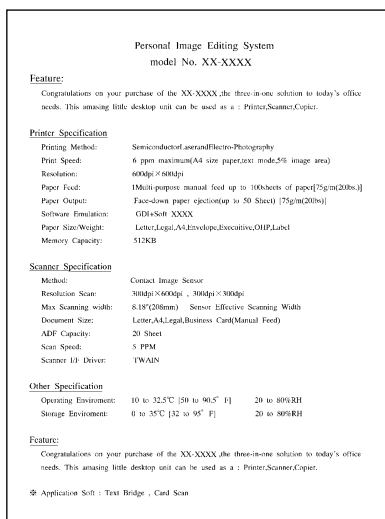 Personal Image Editing System
model No. XX-XXXX
Feature:
Congratulations on your purchase of the XX-XXXX ,the three-in-one solution to today's office
needs. This amasing little desktop unit can be used as a : Printer,Scanner,Copier.
Printer Specification
Printing Method: SemiconductorLaserandElectro-Photography
Print Speed: 6 ppm maximum(A4 size paper,text mode,5% image area)
Resolution: 600dpi×600dpi
Paper Feed: 1Multi-purpose manual feed up to 100sheets of paper[75g/m(20lbs.)]
Paper Output: Face-down paper ejection(up to 50 Sheet) [75g/m(20lbs)]
Software Emulation: GDI+Soft XXXX
Paper Size/Weight: Letter,Legal,A4,Envelope,Execuitive,OHP,Label
Memory Capacity: 512KB
Scanner Specification
Method: Contact Image Sensor
Resolution Scan: 300dpi×600dpi , 300dpi×300dpi
Max Scanning width: 8.18"(208mm) Sensor Effective Scanning Width
Document Size: Letter,A4,Legal,Business Card(Manual Feed)
ADF Capacity: 20 Sheet
Scan Speed: 5 PPM
Scanner I/F Driver: TWAIN
Other Specification
Operating Enviroment: 10 to 32.5℃ [50 to 90.5° F] 20 to 80%RH
Storage Enviroment: 0 to 35℃ [32 to 95° F] 20 to 80%RH
Feature:
Congratulations on your purchase of the XX-XXXX ,the three-in-one solution to today's office
needs. This amasing little desktop unit can be used as a : Printer,Scanner,Copier.
※ Application Soft : Text Bridge , Card Scan